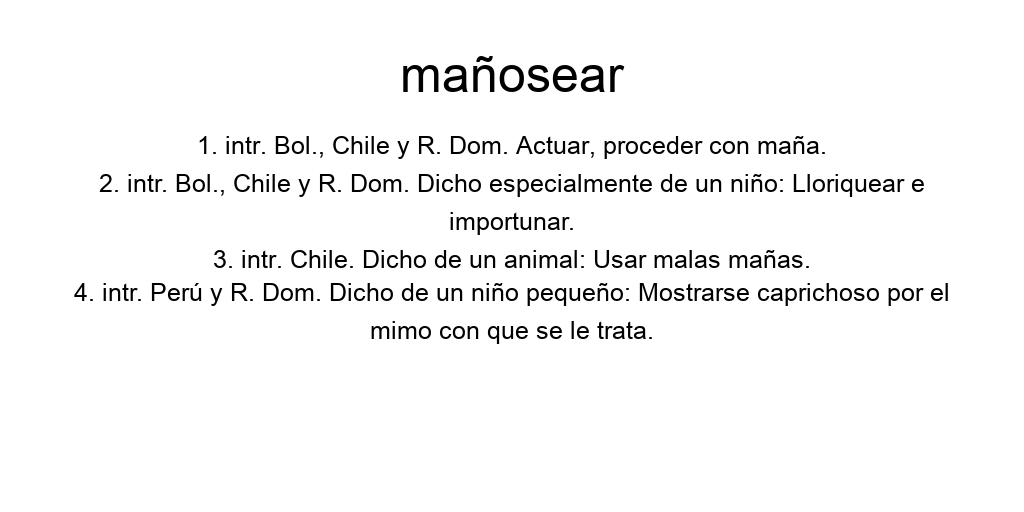 mañosear
1. intr. Bol., Chile y R. Dom. Actuar, proceder con maña.
2. intr. Bol., Chile y R. Dom. Dicho especialmente de un niño: Lloriquear e
importunar.
3. intr. Chile. Dicho de un animal: Usar malas mañas.
4. intr. Perú y R. Dom. Dicho de un niño pequeño: Mostrarse caprichoso por el
mimo con que se le trata.